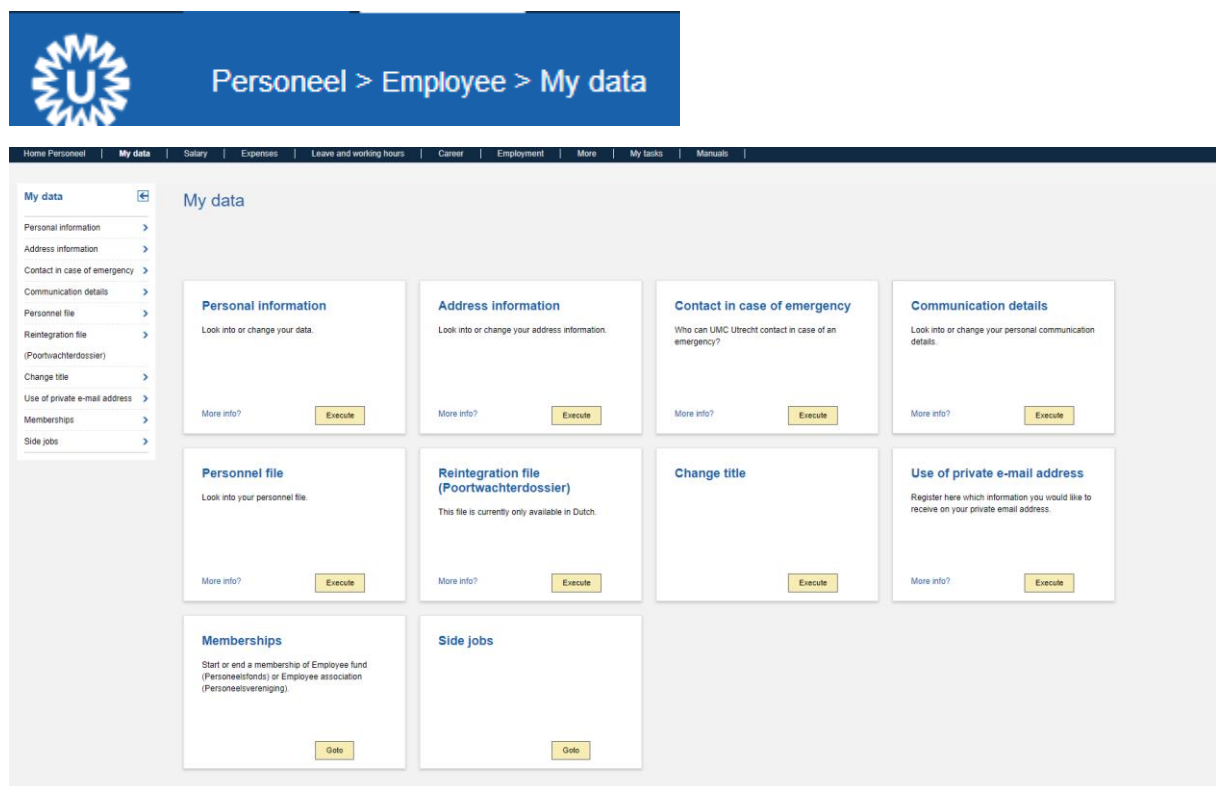 U
Personeel > Employee > My data
Home Personeel | My data | Salary | Expenses | Leave and working hours | Career | Employment | More | My tasks | Manuals |
My data
Personal information
Address information
Contact in case of emergency
Communication details
Personnel file
Reintegration file
(Poortwachterdossier)
Change title
Use of private e-mail address
Memberships
Side jobs
My data
Personal information
Look into or change your data.
More info?
Execute
Address information
Look into or change your address information.
More info?
Execute
Contact in case of emergency
Who can UMC Utrecht contact in case of an
emergency?
More info?
Execute
Communication details
Look into or change your personal communication
details.
More info?
Execute
Personnel file
Look into your personnel file.
More info?
Execute
Reintegration file
(Poortwachterdossier)
This file is currently only available in Dutch.
More info?
Execute
Change title
Execute
Use of private e-mail address
Register here which information you would like to
receive on your private email address.
More info?
Execute
Memberships
Start or end a membership of Employee fund
(Personeelsfonds) or Employee association
(Personeelsvereniging).
Goto
Side jobs
Goto